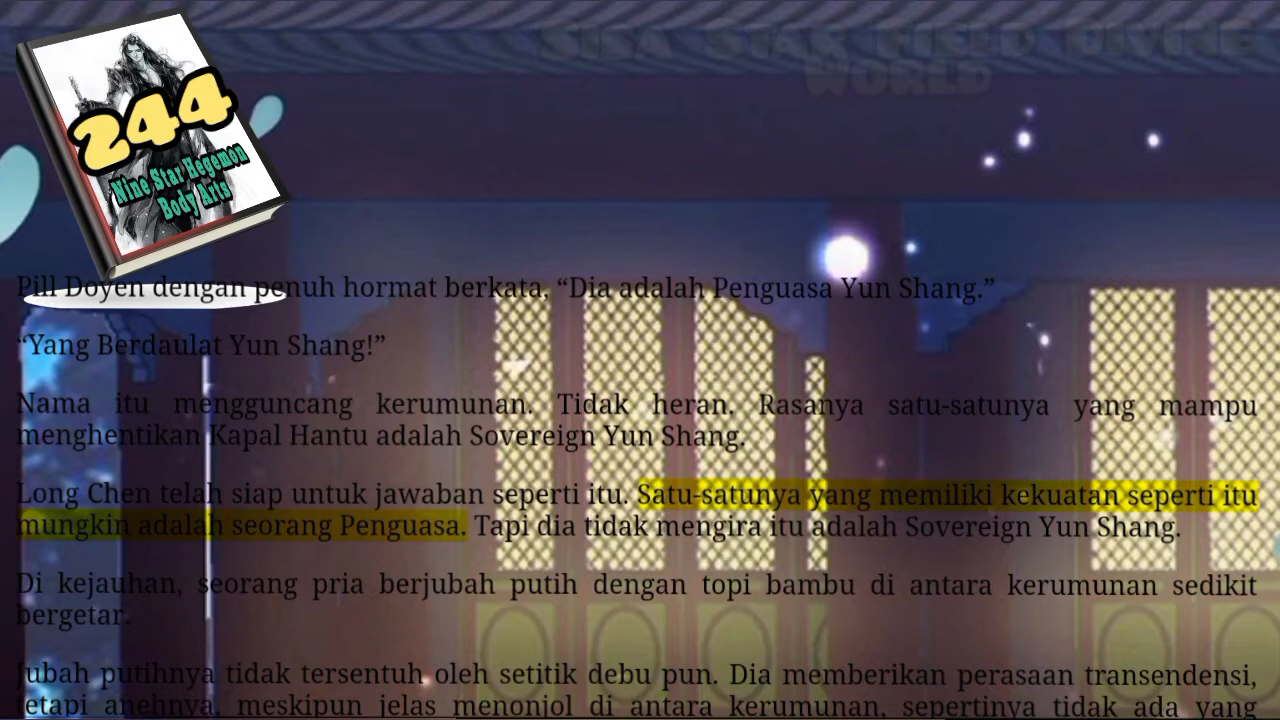 SISA STAR FIELD DIVINE
WORLD
244
Nine Star Hegemon
Body Arts
Pill Doyen dengan penuh hormat berkata, “Dia adalah Penguasa Yun Shang.”
“Yang Berdaulat Yun Shang!”
Nama itu mengguncang kerumunan. Tidak heran. Rasanya satu-satunya yang mampu
menghentikan Kapal Hantu adalah Sovereign Yun Shang.
Long Chen telah siap untuk jawaban seperti itu. Satu-satunya yang memiliki kekuatan seperti itu
mungkin adalah seorang Penguasa. Tapi dia tidak mengira itu adalah Sovereign Yun Shang.
Di kejauhan, seorang pria berjubah putih dengan topi bambu di antara kerumunan sedikit
bergetar.
Jubah putihnya tidak tersentuh oleh setitik debu pun. Dia memberikan perasaan transendensi,
tetapi anehnya, meskipun jelas menonjol di antara kerumunan, sepertinya tidak ada yang